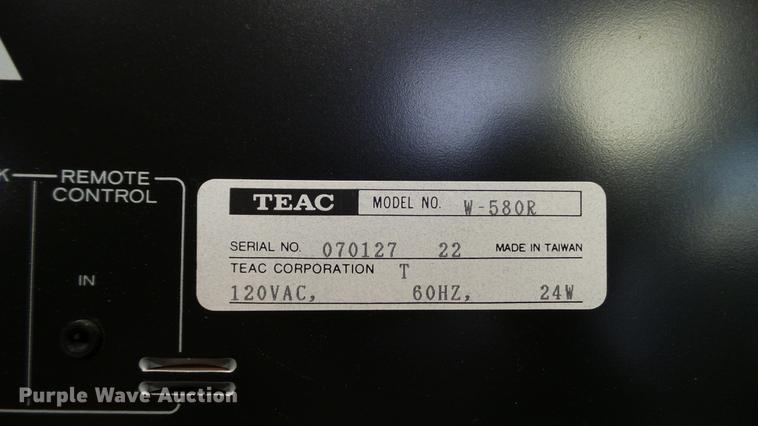 K
REMOTE
CONTROL
IN
TEAC MODEL NO. W-580R
SERIAL NO. 070127 22 MADE IN TAIWAN
TEAC CORPORATION T
120VAC, 60HZ, 24W
Purple Wave Auction